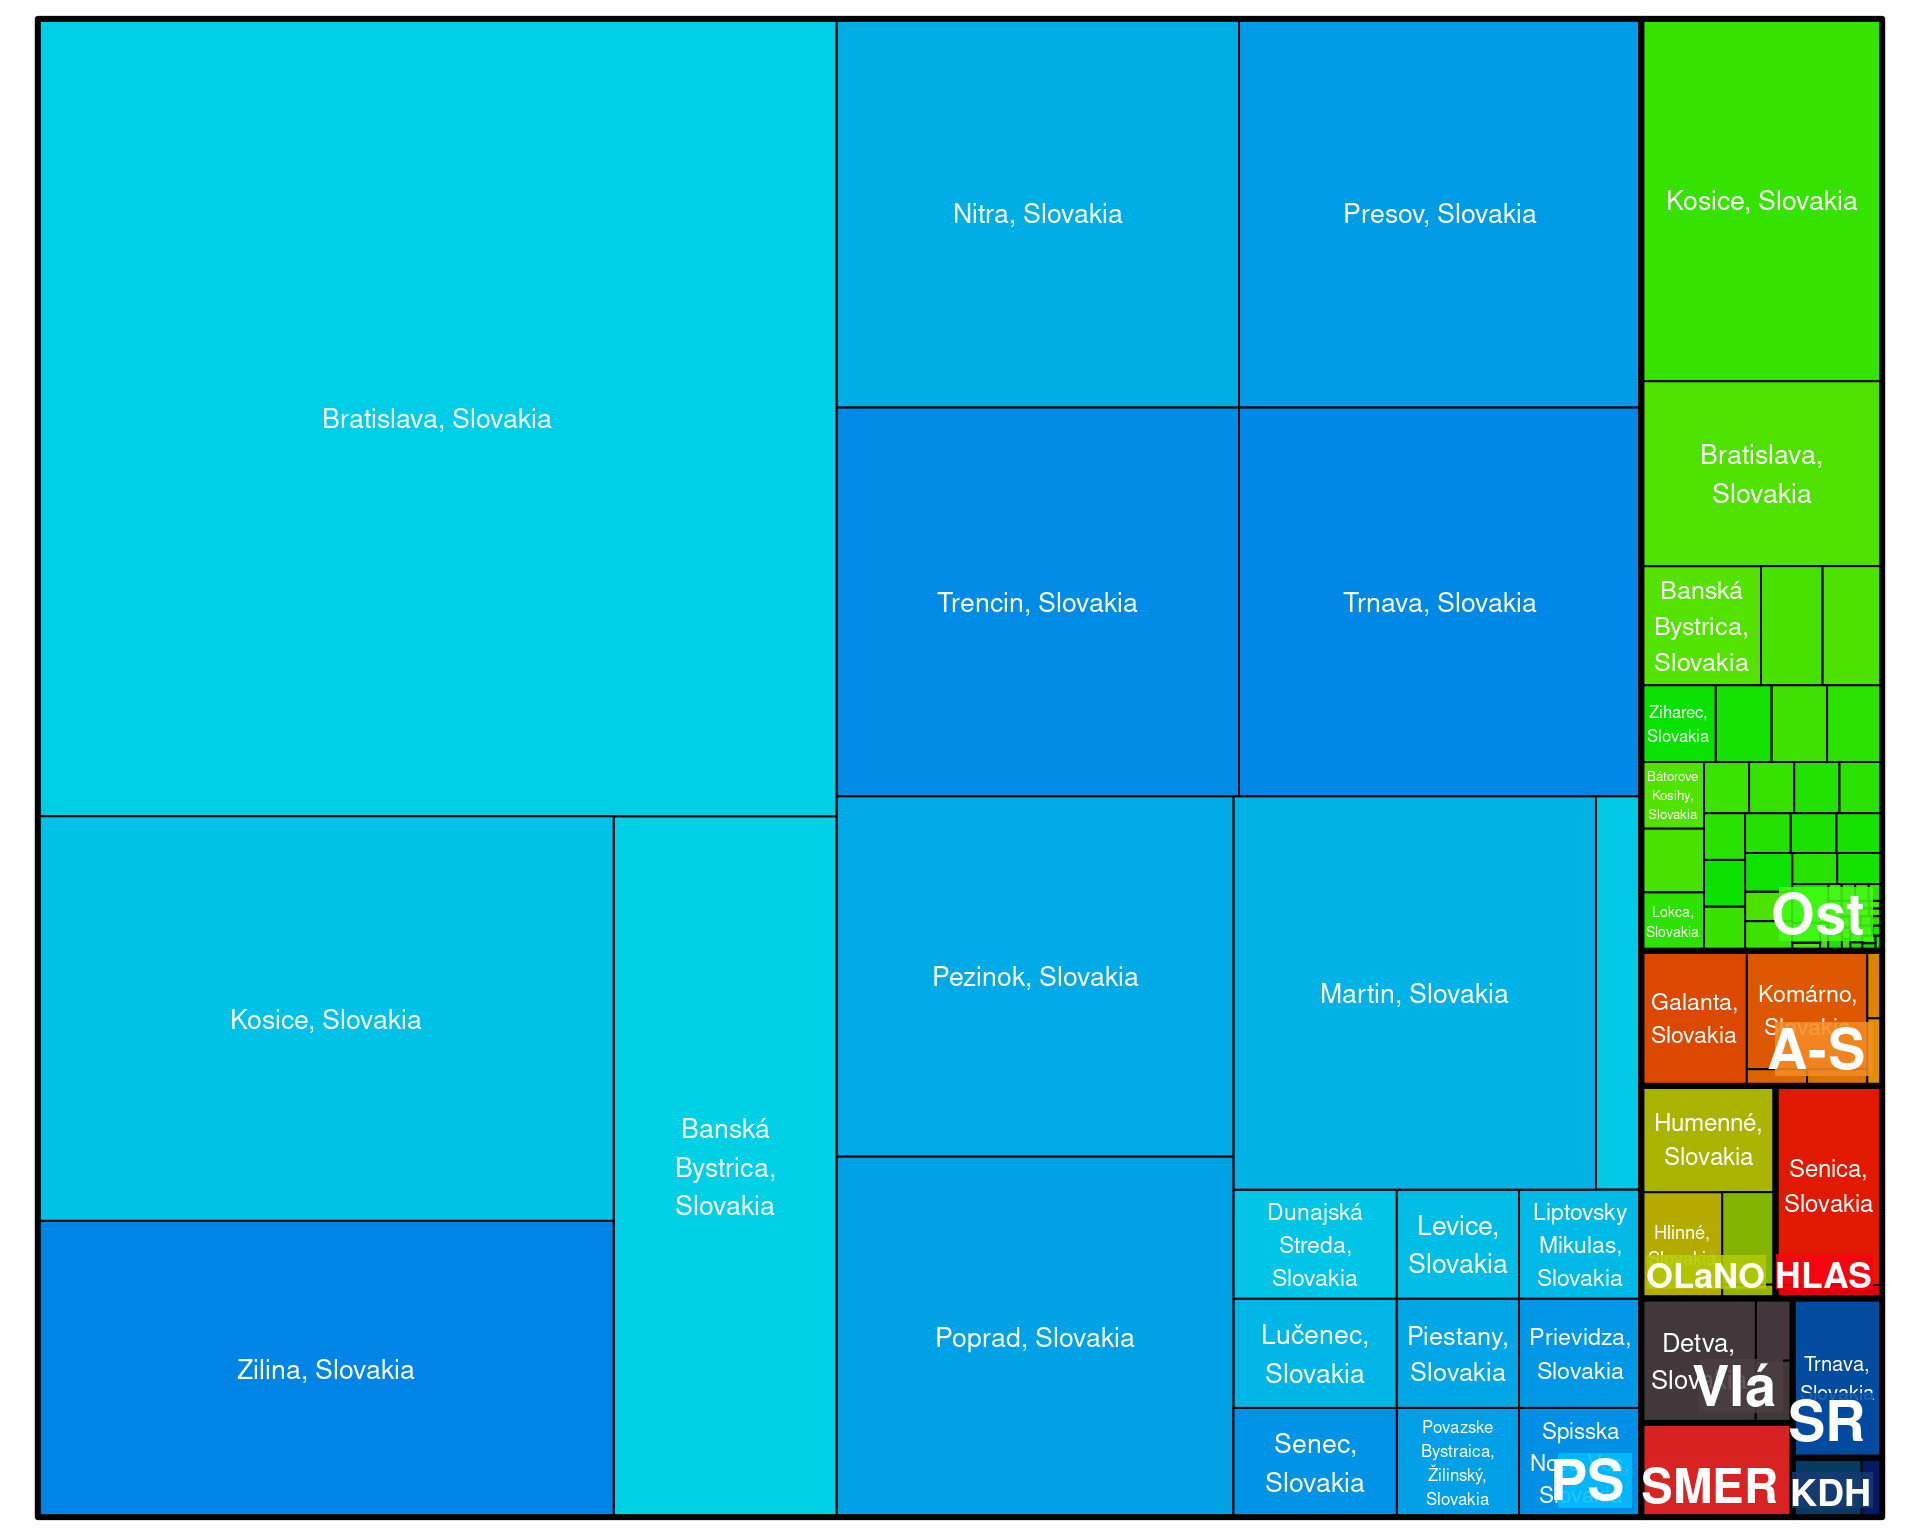 Bratislava, Slovakia
Nitra, Slovakia
Presov, Slovakia
Trencin, Slovakia
Trnava, Slovakia
Kosice, Slovakia
Zilina, Slovakia
Banská
Bystrica,
Slovakia
Pezinok, Slovakia
Poprad, Slovakia
Martin, Slovakia
Dunajská
Streda,
Slovakia
Levice,
Slovakia
Liptovsky
Mikulas,
Slovakia
Lučenec,
Slovakia
Piestany,
Slovakia
Prievidza,
Slovakia
Senec,
Slovakia
Povazske
Bystraica,
Žilinský,
Slovakia
Spisska
PS
Kosice, Slovakia
Bratislava,
Slovakia
Banská
Bystrica,
Slovakia
Ziharec,
Slovakia
Bátorove
Kosihy,
Slovakia
Lokca,
Slovakia
Ost
Galanta,
Slovakia
Komárno,
Slovakia
A-S
Humenné,
Slovakia
Hlinné,
Slovakia
OLaNO
Senica,
Slovakia
HLAS
Detva,
Slovakia
Vlá
Trnava,
Slovakia
SR
SMER
KDH